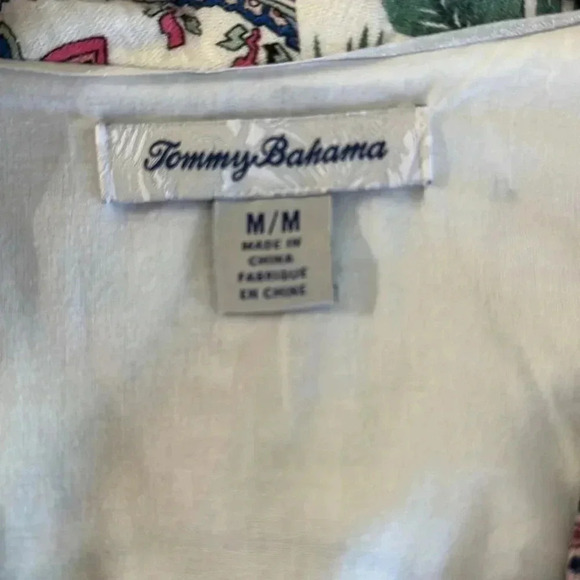 Tommy Bahama
M/M
MADE IN
CHINA
FABRIQUÉ
EN CHINE